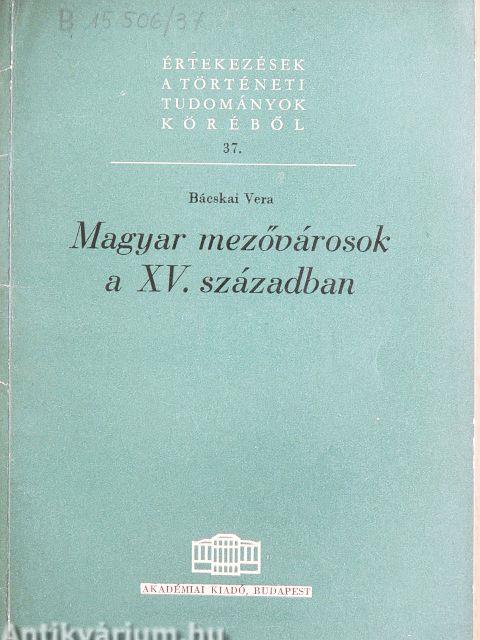 B 15 506/37
ÉRTEKEZÉSEK
A TÖRTÉNETI
TUDOMÁNYOK
KÖRÉBŐL
37.
Bácskai Vera
Magyar mezővárosok
a XV. században
AKADÉMIAI KIADÓ, BUDAPEST
Antikvárium.hu